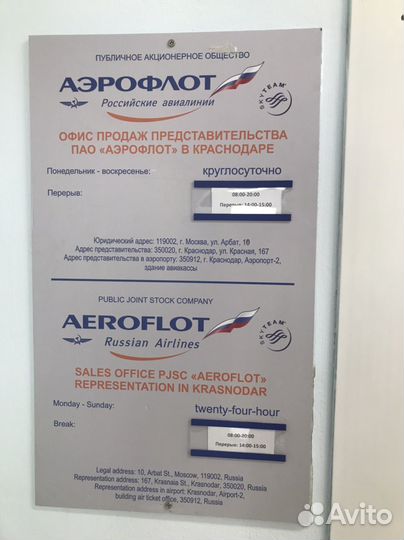 ПУБЛИЧНОЕ АКЦИОНЕРНОЕ ОБЩЕСТВО
АЭРОФЛОТ
Российские авиалинии
SKYTEAM
ОФИС ПРОДАЖ ПРЕДСТАВИТЕЛЬСТВА
ПАО «АЭРОФЛОТ» В КРАСНОДАРЕ
Понедельник - воскресенье: круглосуточно
Перерыв: 08:00-20:00
Перерыв: 14:00-15:00
Юридический адрес: 119002, г. Москва, ул. Арбат, 10
Адрес представительства: 350020, г. Краснодар, ул. Красная, 167
Адрес представительства в аэропорту: 350912, г. Краснодар, Аэропорт-2,
здание авиакассы
PUBLIC JOINT STOCK COMPANY
AEROFLOT
Russian Airlines
SKYTEAM
SALES OFFICE PJSC «AEROFLOT»
REPRESENTATION IN KRASNODAR
Monday - Sunday: twenty-four-hour
Break: 08:00-20:00
Перерыв: 14:00-15:00
Legal address: 10, Arbat St., Moscow, 119002, Russia
Representation address: 167, Krasnaia St., Krasnodar, 350020, Russia
Representation address in airport: Krasnodar, Airport-2,
building air ticket office, 350912, Russia
Avito